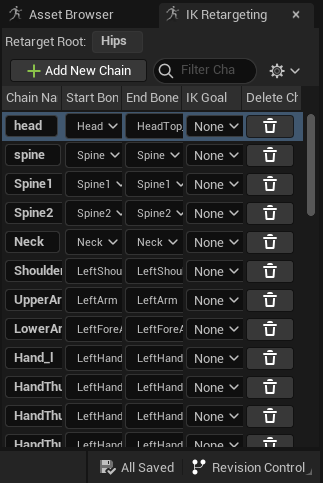 Asset Browser IK Retargeting
Retarget Root: Hips
Add New Chain Filter Cha
Chain Na Start Bon End Bone IK Goal Delete Ch
head Head HeadTop None
spine Spine Spine None
Spine1 Spine1 Spine1 None
Spine2 Spine2 Spine2 None
Neck Neck Neck None
Shoulder LeftShou LeftShou None
UpperAr LeftArm LeftArm None
LowerAr LeftForeA LeftForeA None
Hand_l LeftHand LeftHand None
HandThu LeftHand LeftHand None
HandThu LeftHand LeftHand None
HandThu LeftHand LeftHand None
All Saved Revision Control